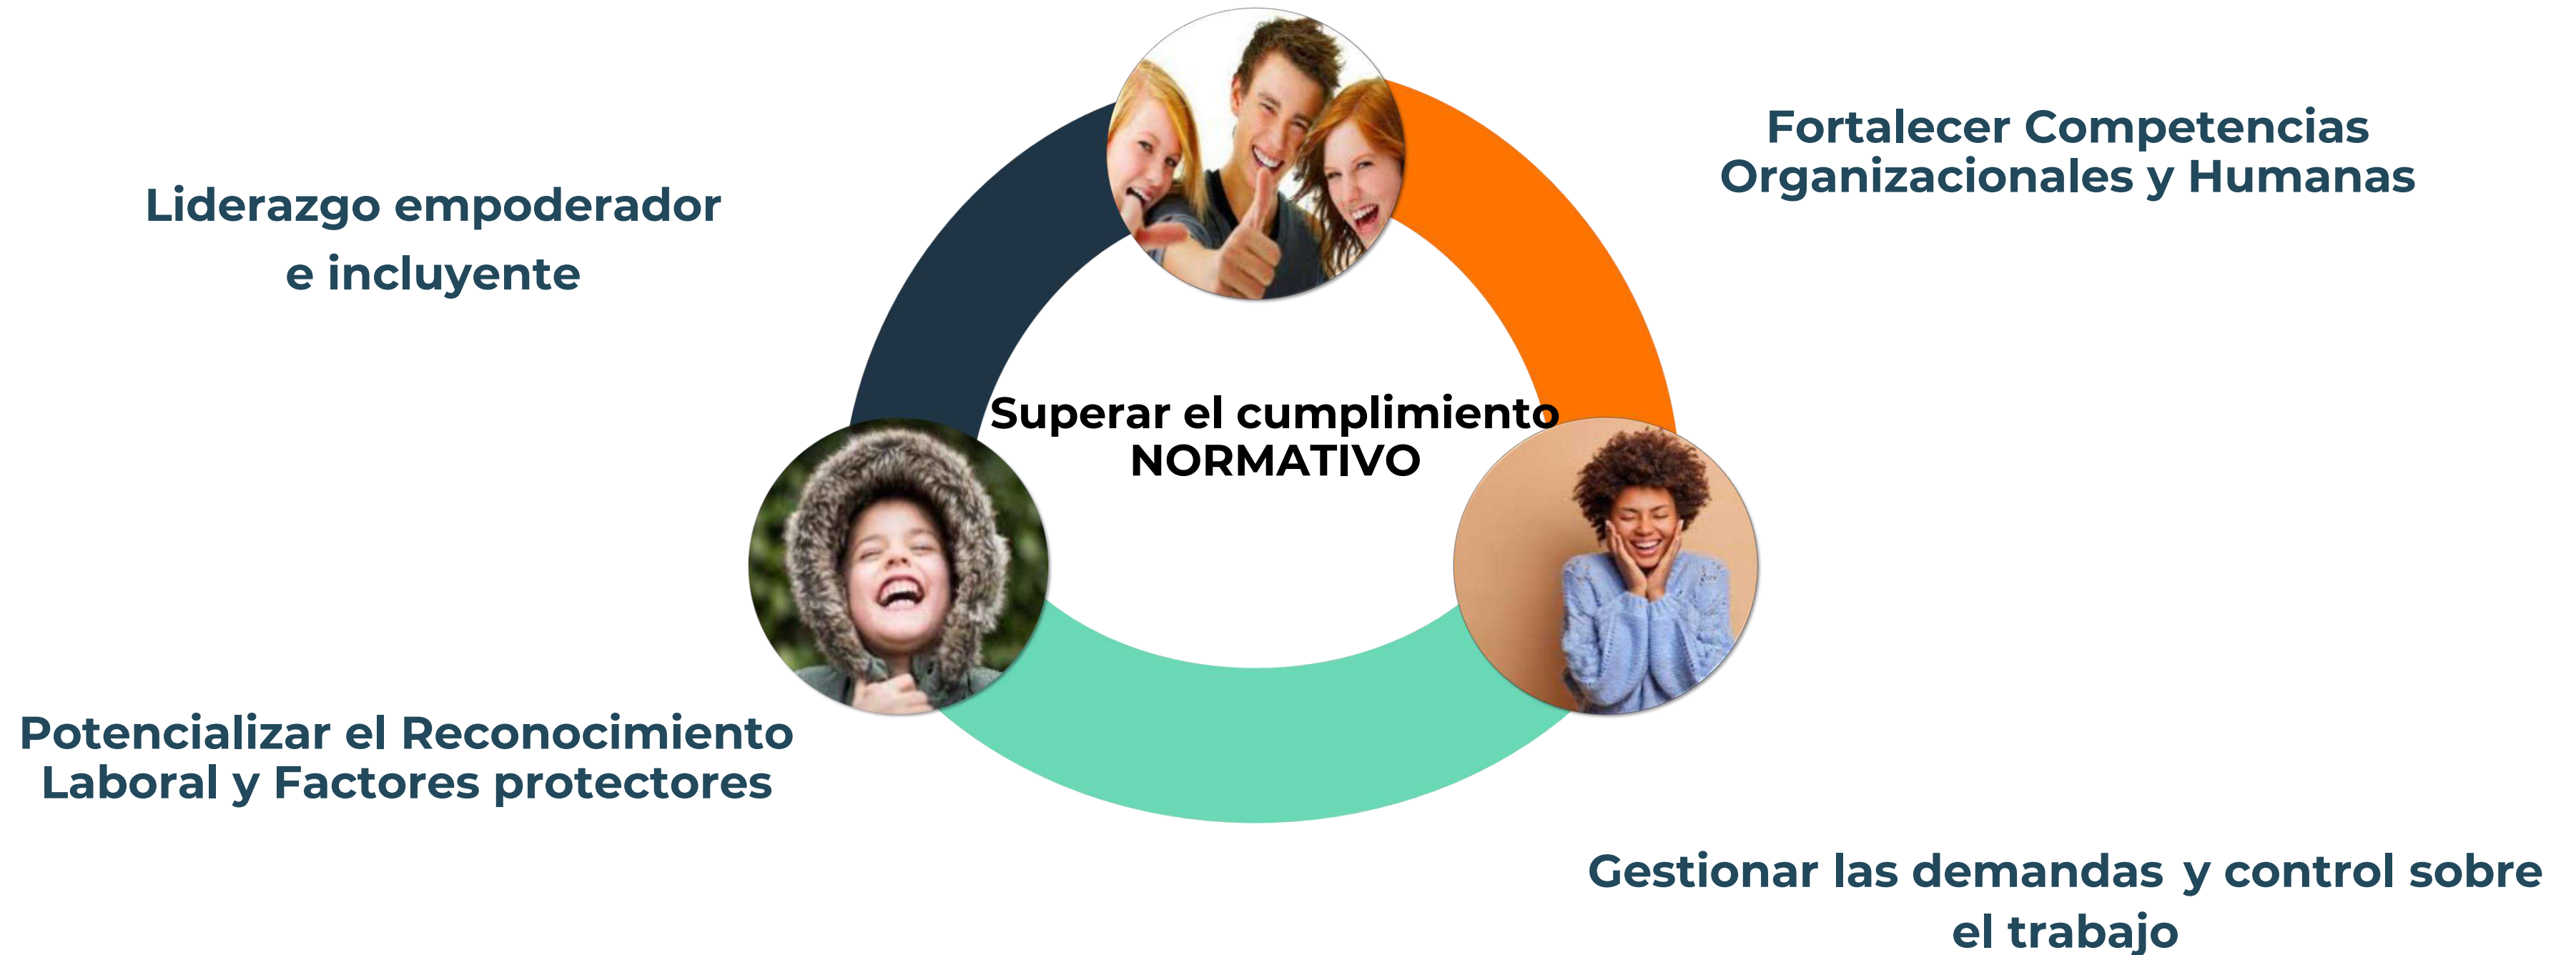 Fortalecer Competencias
Organizacionales y Humanas
Liderazgo empoderador
e incluyente
Superar el cumplimiento
NORMATIVO
Potencializar el Reconocimiento
Laboral y Factores protectores
Gestionar las demandas y control sobre
el trabajo